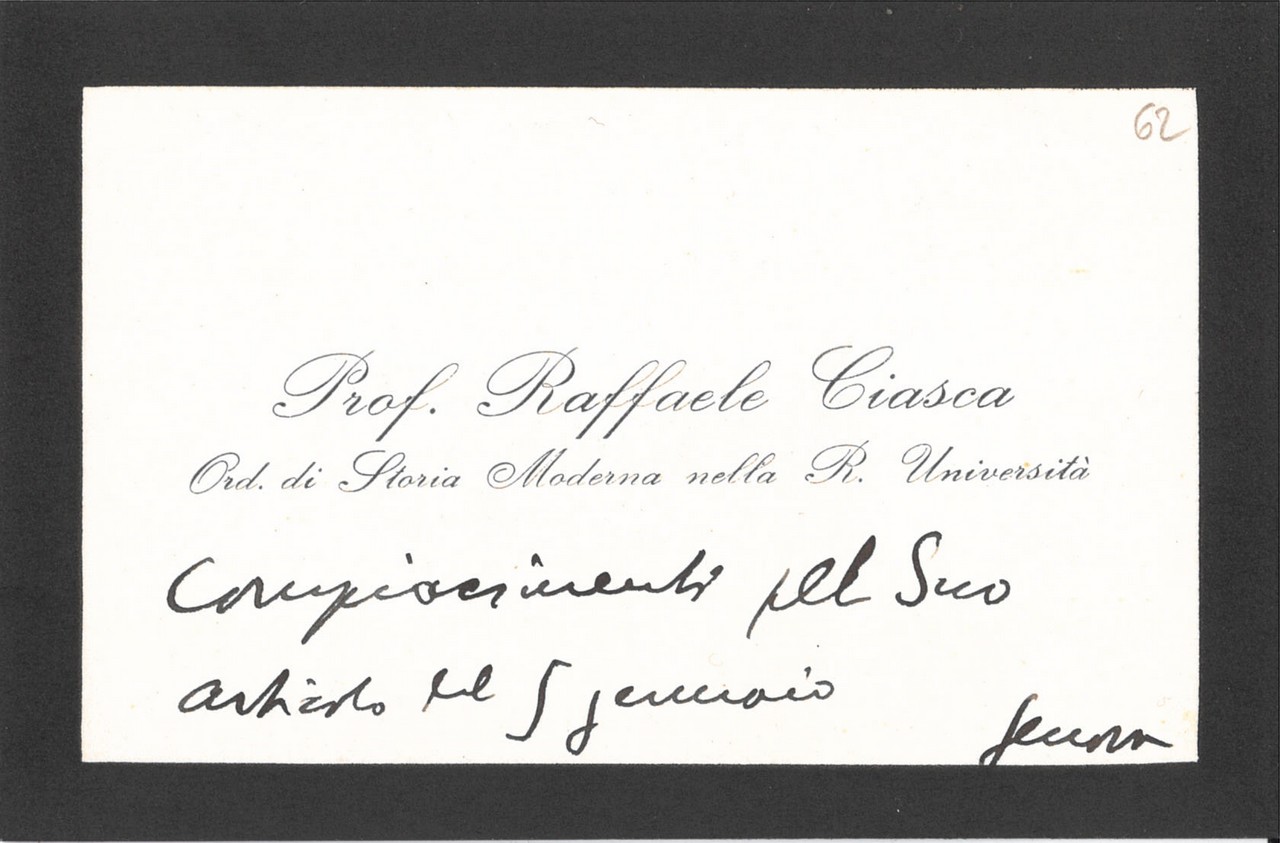 62
Prof. Raffaele Ciasca
Ord. di Storia Moderna nella R. Università
Compiacimenti pel Suo
articolo del 5 gennaio
Genova